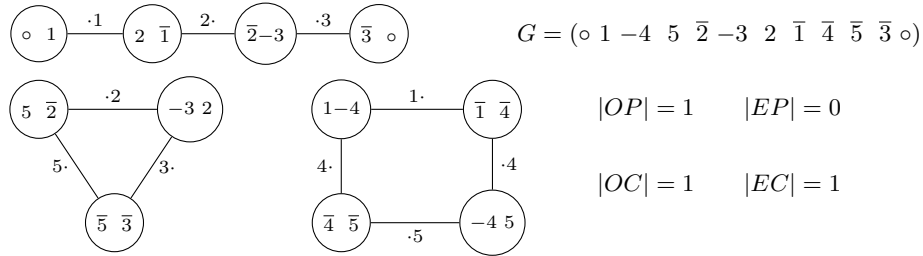 ·1 2· ·3
∘ 1 2 1̅ 2̅−3 3̅ ∘ G = (∘ 1 −4 5 2̅ −3 2 1̅ 4̅ 5̅ 3̅ ∘)
·2 1·
5 2̅ −3 2 1−4 1̅ 4̅ |OP| = 1 |EP| = 0
5· 3· 4· ·4
|OC| = 1 |EC| = 1
5̅ 3̅ 4̅ 5̅ −4 5
·5